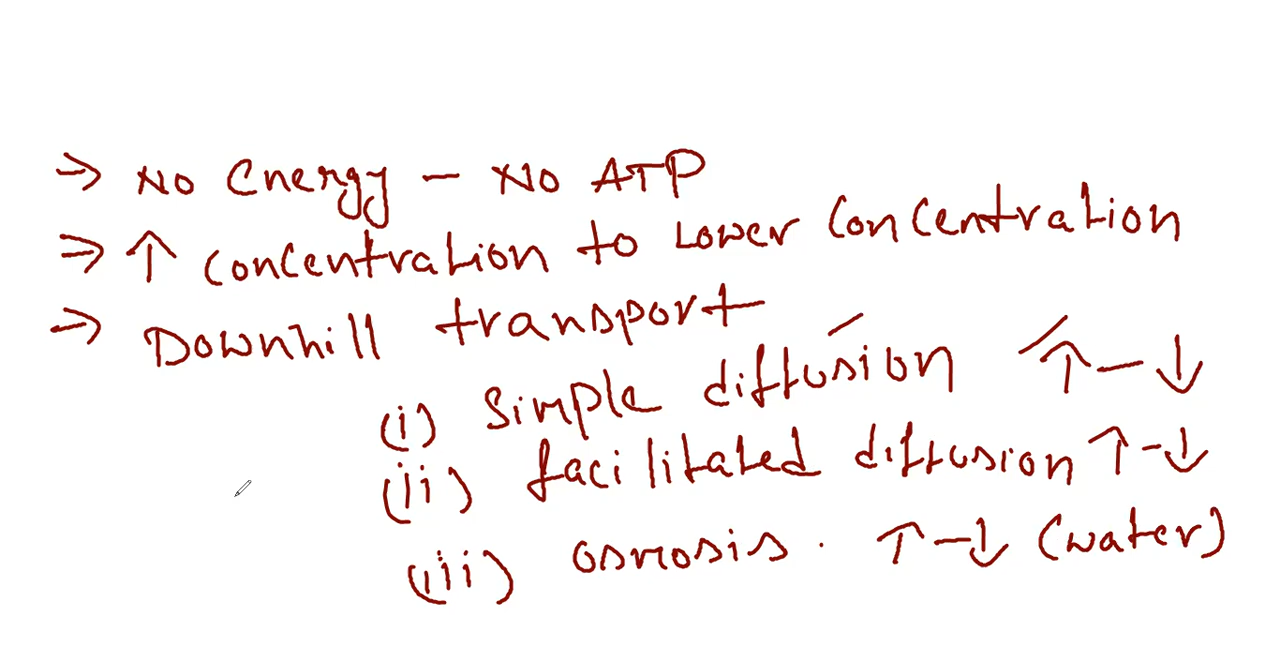 → No Energy – No ATP
⇒ ↑ concentration to Lower concentration
→ Downhill transport
(i) Simple diffusion ↑ – ↓
(ii) facilitated diffusion ↑ – ↓
(iii) osmosis. ↑ – ↓ (water)